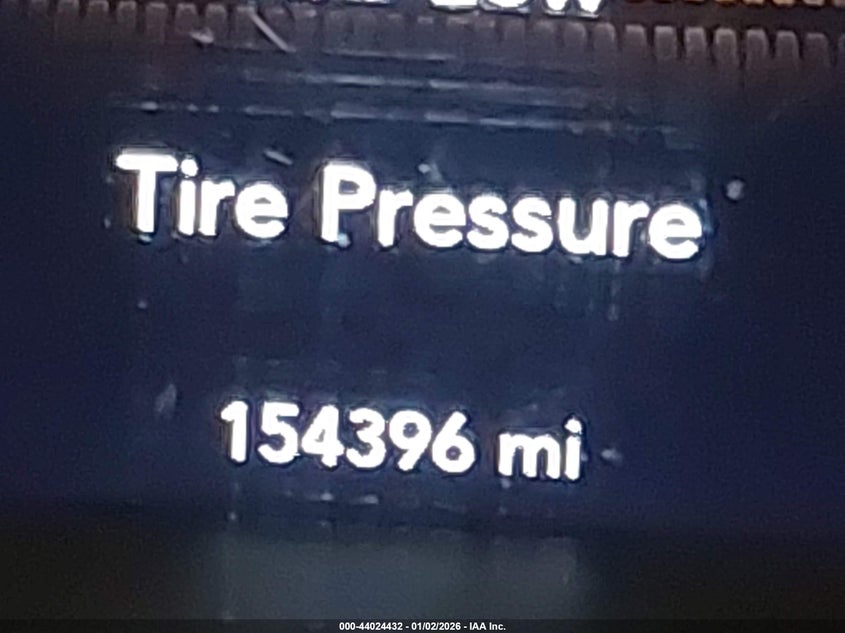 Tire Pressure
154396 mi
000-44024432 - 01/02/2026 - IAA Inc.